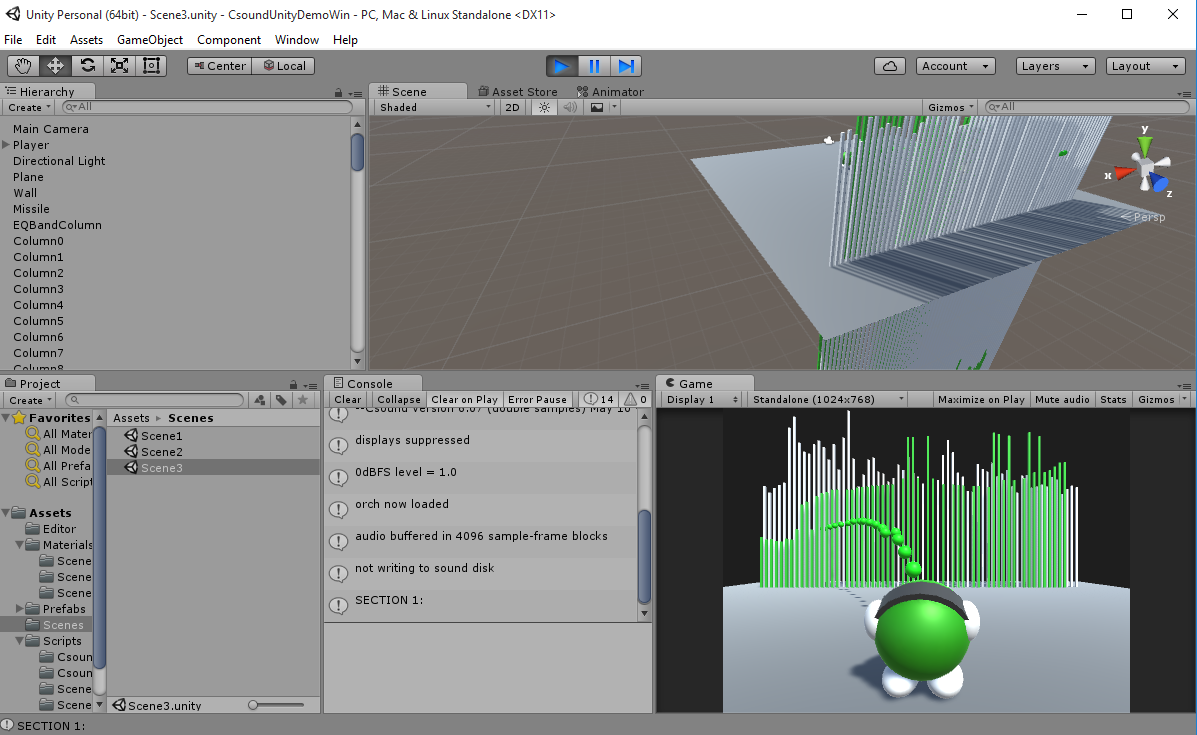 Unity Personal (64bit) - Scene3.unity - CsoundUnityDemoWin - PC, Mac & Linux Standalone <DX11>
File Edit Assets GameObject Component Window Help
Center Local Account Layers Layout
Hierarchy
Create All
Main Camera
Player
Directional Light
Plane
Wall
Missile
EQBandColumn
Column0
Column1
Column2
Column3
Column4
Column5
Column6
Column7
Column8
Scene Asset Store Animator
Shaded 2D Gizmos All
y
x
z
Persp
Project
Create
Favorites
All Mater
All Mode
All Prefa
All Script
Assets
Editor
Materials
Scene
Scene
Scene
Prefabs
Scenes
Scripts
Csoun
Csoun
Scene
Scene
Assets Scenes
Scene1
Scene2
Scene3
Scene3.unity
Console
Clear Collapse Clear on Play Error Pause 14 0
--Csound version 6.07 (double samples) May 10
displays suppressed
0dBFS level = 1.0
orch now loaded
audio buffered in 4096 sample-frame blocks
not writing to sound disk
SECTION 1:
Game
Display 1 Standalone (1024x768) Maximize on Play Mute audio Stats Gizmos
SECTION 1: